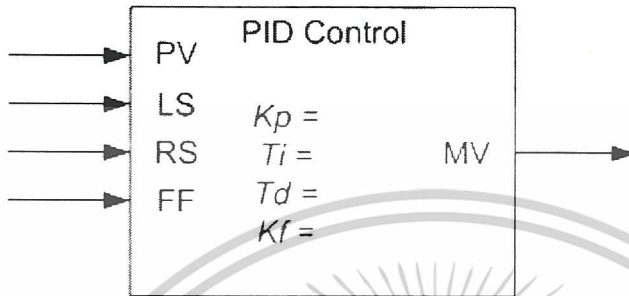 PID Control
PV
LS
RS
FF
Kp =
Ti =
Td =
Kf =
MV